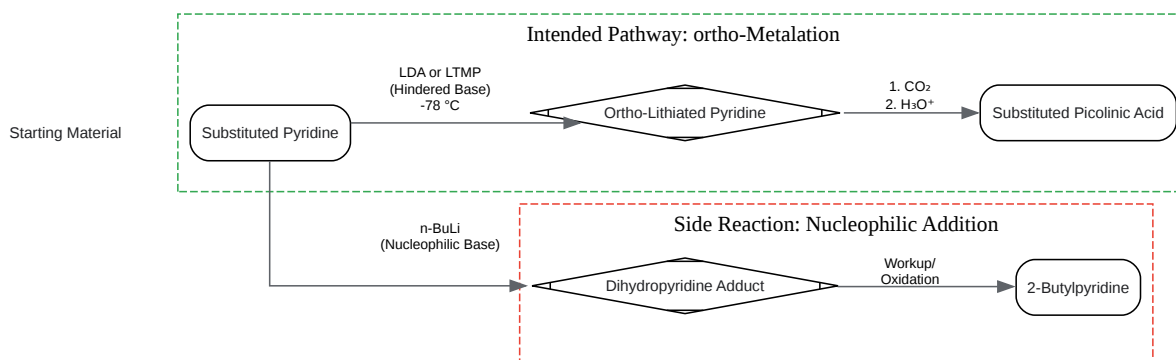 Intended Pathway: ortho-Metalation
LDA or LTMP
(Hindered Base)
-78 °C
1. CO₂
2. H₃O⁺
Starting Material
Substituted Pyridine
Ortho-Lithiated Pyridine
Substituted Picolinic Acid
Side Reaction: Nucleophilic Addition
n-BuLi
(Nucleophilic Base)
Dihydropyridine Adduct
Workup/
Oxidation
2-Butylpyridine